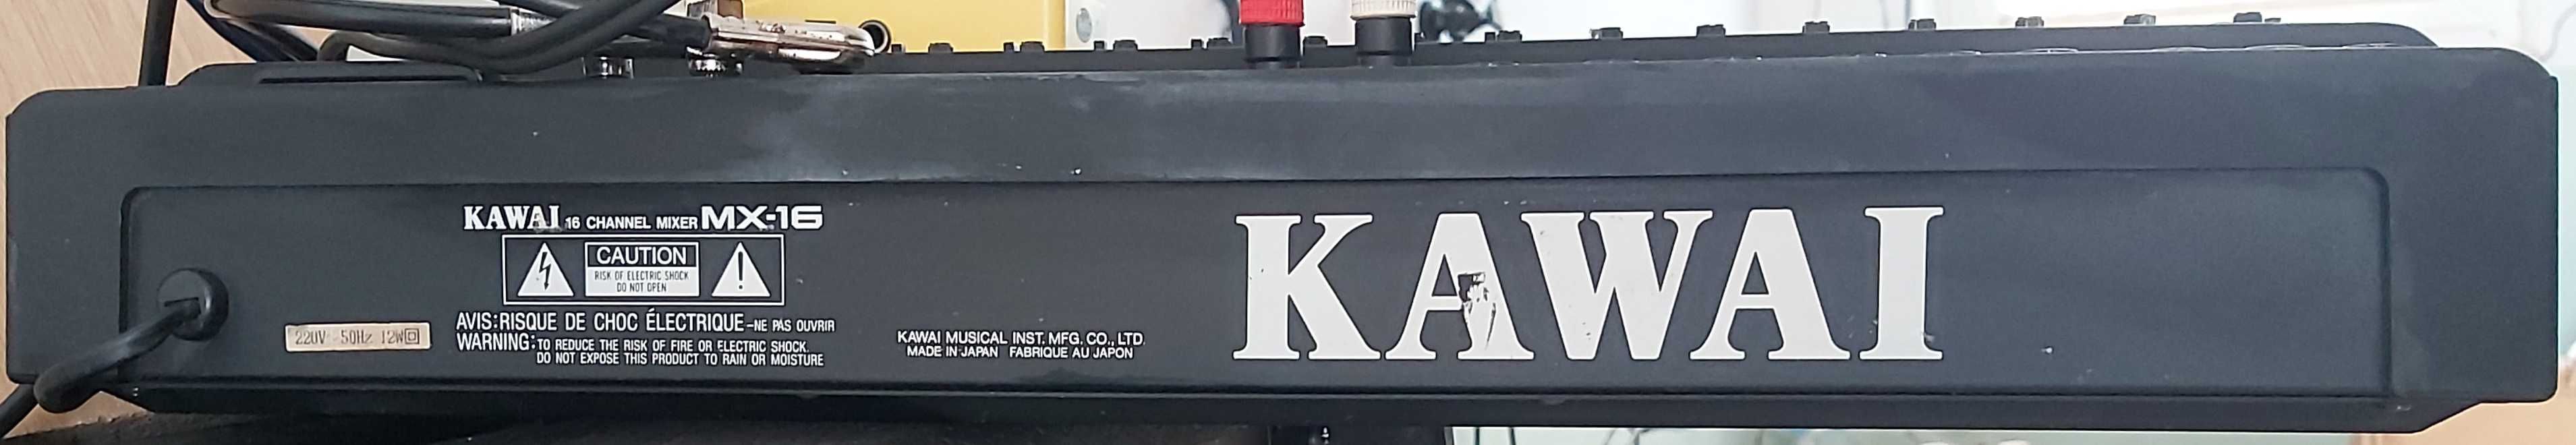 KAWAI 16 CHANNEL MIXER MX-16
CAUTION
RISK OF ELECTRIC SHOCK
DO NOT OPEN
220V 50Hz 12W
AVIS:RISQUE DE CHOC ÉLECTRIQUE-NE PAS OUVRIR
WARNING:TO REDUCE THE RISK OF FIRE OR ELECTRIC SHOCK.
DO NOT EXPOSE THIS PRODUCT TO RAIN OR MOISTURE
KAWAI MUSICAL INST. MFG. CO., LTD.
MADE IN JAPAN FABRIQUE AU JAPON
KAWAI